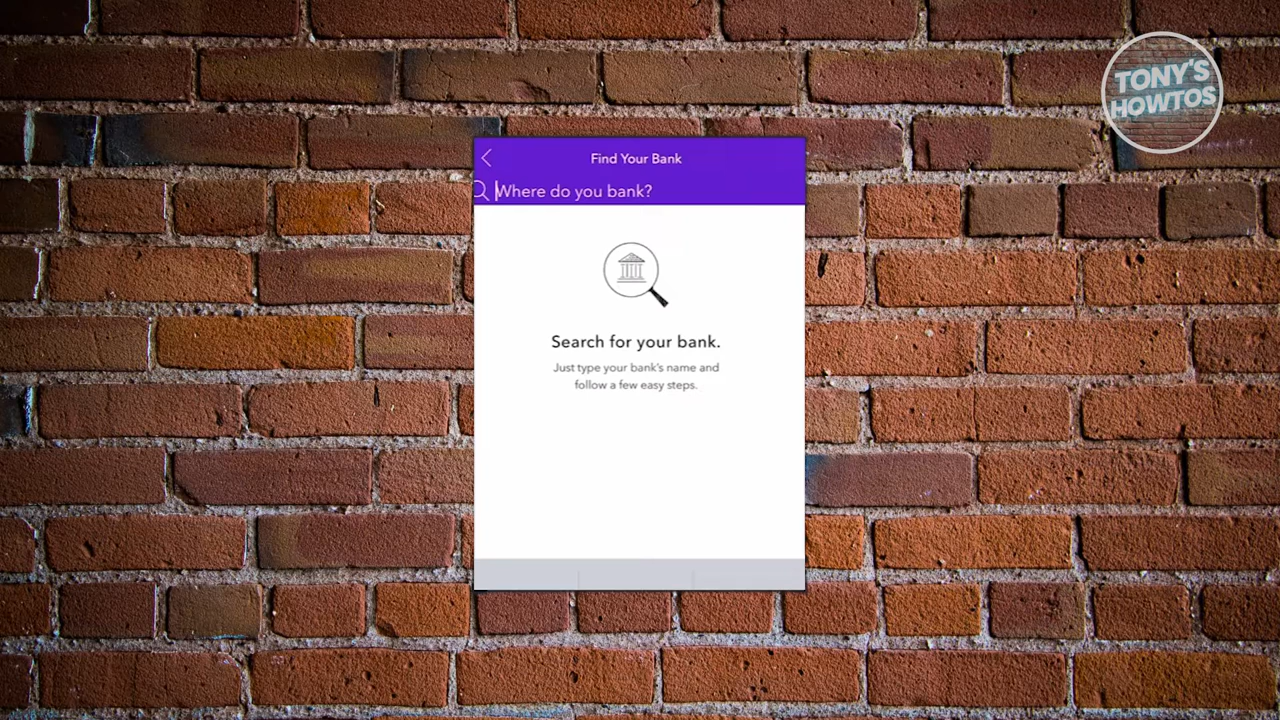 TONY'S
HOWTOS
Find Your Bank
Where do you bank?
Search for your bank.
Just type your bank's name and
follow a few easy steps.